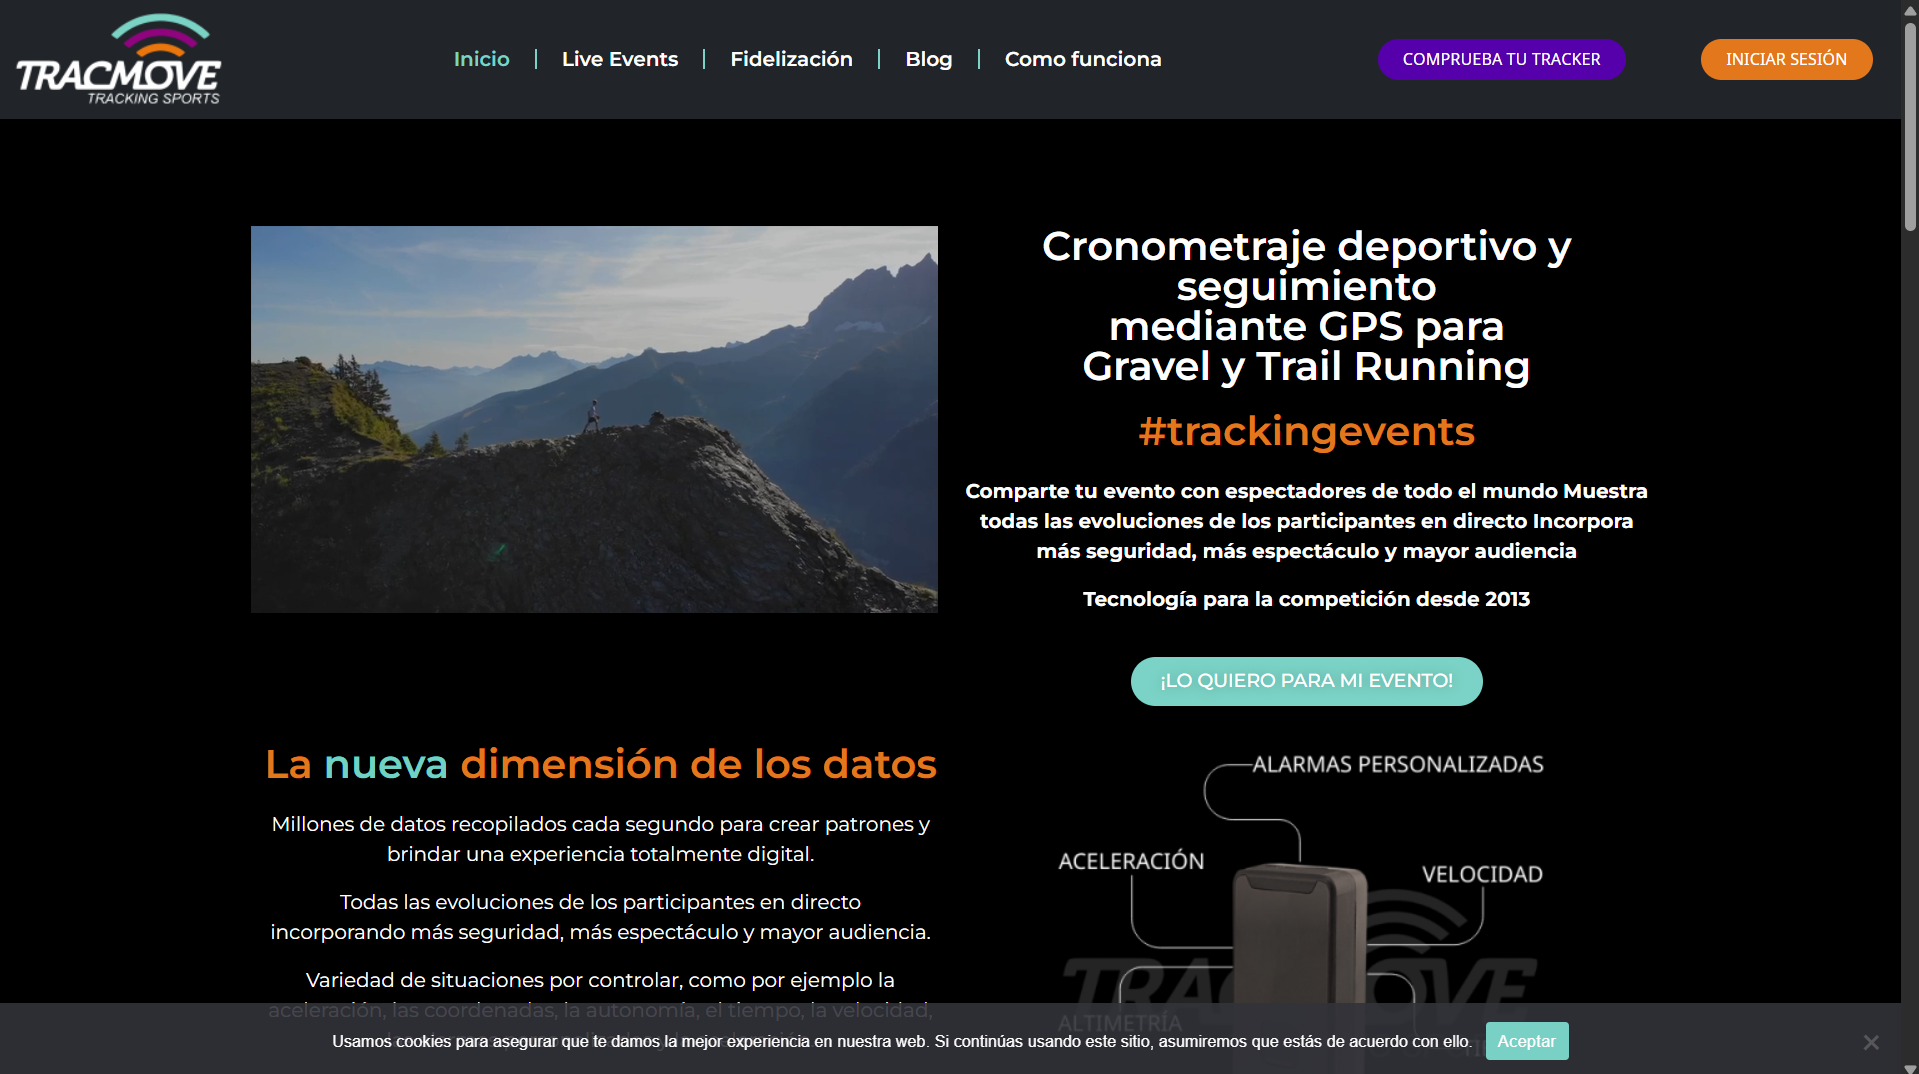 TRACMOVE
TRACKING SPORTS
Inicio
Live Events
Fidelización
Blog
Como funciona
COMPRUEBA TU TRACKER
INICIAR SESIÓN
Cronometraje deportivo y
seguimiento
mediante GPS para
Gravel y Trail Running
#trackingevents
Comparte tu evento con espectadores de todo el mundo Muestra
todas las evoluciones de los participantes en directo Incorpora
más seguridad, más espectáculo y mayor audiencia
Tecnología para la competición desde 2013
¡LO QUIERO PARA MI EVENTO!
La nueva dimensión de los datos
Millones de datos recopilados cada segundo para crear patrones y
brindar una experiencia totalmente digital.
Todas las evoluciones de los participantes en directo
incorporando más seguridad, más espectáculo y mayor audiencia.
Variedad de situaciones por controlar, como por ejemplo la
aceleración, las coordenadas, la autonomía, el tiempo, la velocidad,
ALARMAS PERSONALIZADAS
ACELERACIÓN
VELOCIDAD
ALTIMETRÍA
Usamos cookies para asegurar que te damos la mejor experiencia en nuestra web. Si continúas usando este sitio, asumiremos que estás de acuerdo con ello.
Aceptar